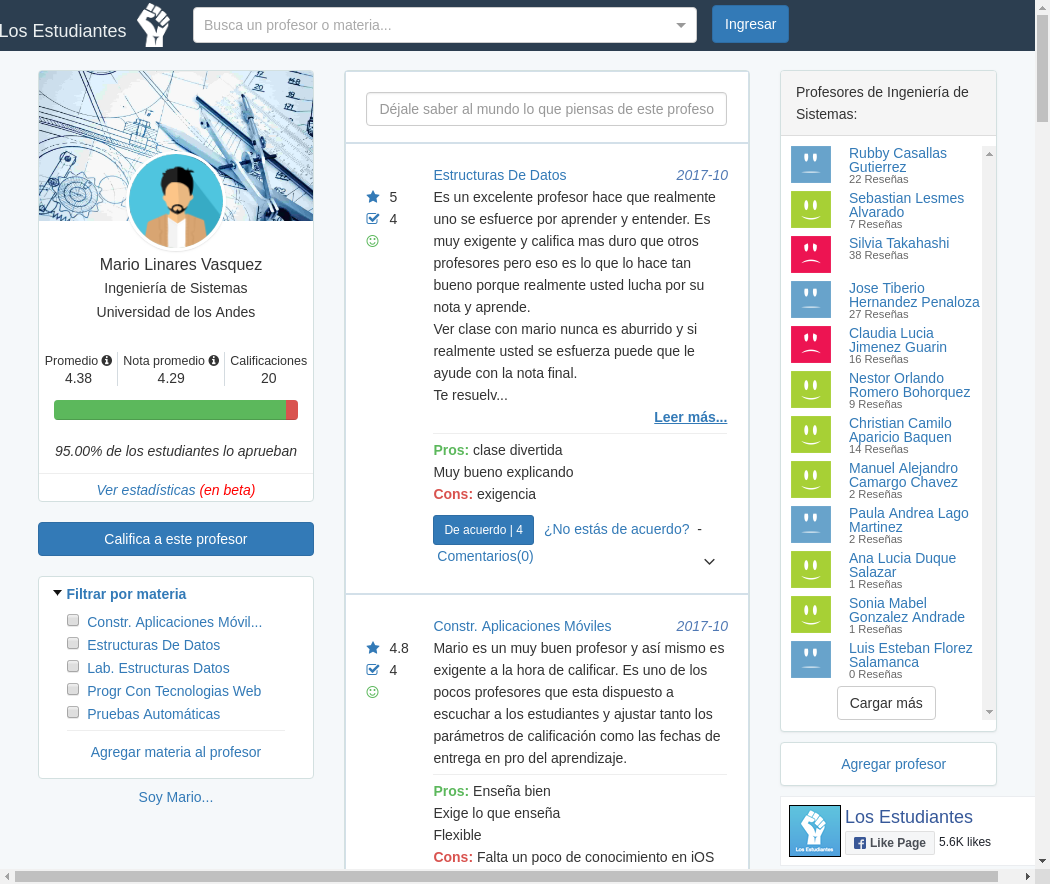 Los Estudiantes
Busca un profesor o materia...
Ingresar
Mario Linares Vasquez
Ingeniería de Sistemas
Universidad de los Andes
Promedio
4.38
Nota promedio
4.29
Calificaciones
20
95.00% de los estudiantes lo aprueban
Ver estadísticas (en beta)
Califica a este profesor
Filtrar por materia
Constr. Aplicaciones Móvil...
Estructuras De Datos
Lab. Estructuras Datos
Progr Con Tecnologias Web
Pruebas Automáticas
Agregar materia al profesor
Soy Mario...
Déjale saber al mundo lo que piensas de este profeso
Estructuras De Datos 2017-10
5
4
Es un excelente profesor hace que realmente
uno se esfuerce por aprender y entender. Es
muy exigente y califica mas duro que otros
profesores pero eso es lo que lo hace tan
bueno porque realmente usted lucha por su
nota y aprende.
Ver clase con mario nunca es aburrido y si
realmente usted se esfuerza puede que le
ayude con la nota final.
Te resuelv...
Leer más...
Pros: clase divertida
Muy bueno explicando
Cons: exigencia
De acuerdo | 4 ¿No estás de acuerdo? -
Comentarios(0)
Constr. Aplicaciones Móviles 2017-10
4.8
4
Mario es un muy buen profesor y así mismo es
exigente a la hora de calificar. Es uno de los
pocos profesores que esta dispuesto a
escuchar a los estudiantes y ajustar tanto los
parámetros de calificación como las fechas de
entrega en pro del aprendizaje.
Pros: Enseña bien
Exige lo que enseña
Flexible
Cons: Falta un poco de conocimiento en iOS
Profesores de Ingeniería de
Sistemas:
Rubby Casallas
Gutierrez
22 Reseñas
Sebastian Lesmes
Alvarado
7 Reseñas
Silvia Takahashi
38 Reseñas
Jose Tiberio
Hernandez Penaloza
27 Reseñas
Claudia Lucia
Jimenez Guarin
16 Reseñas
Nestor Orlando
Romero Bohorquez
9 Reseñas
Christian Camilo
Aparicio Baquen
14 Reseñas
Manuel Alejandro
Camargo Chavez
2 Reseñas
Paula Andrea Lago
Martinez
2 Reseñas
Ana Lucia Duque
Salazar
1 Reseñas
Sonia Mabel
Gonzalez Andrade
1 Reseñas
Luis Esteban Florez
Salamanca
0 Reseñas
Cargar más
Agregar profesor
Los Estudiantes
Los Estudiantes
Like Page 5.6K likes